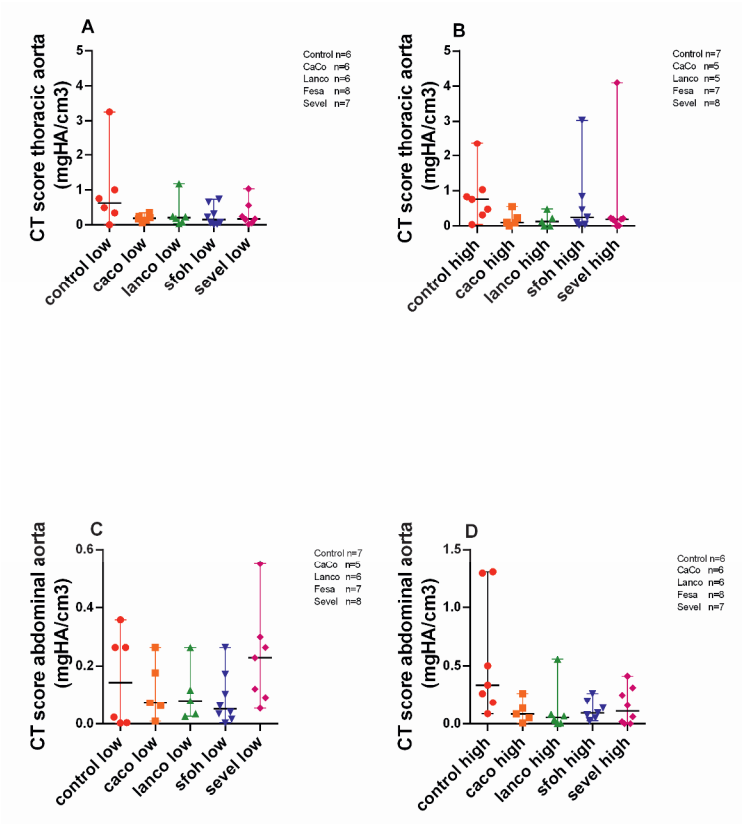 A
CT score thoracic aorta
(mgHA/cm3)
5
4
3
2
1
0
control low
caco low
lanco low
sfoh low
sevel low
Control n=6
CaCo n=6
Lanco n=6
Fesa n=8
Sevel n=7
B
CT score thoracic aorta
(mgHA/cm3)
5
4
3
2
1
0
control high
caco high
lanco high
sfoh high
sevel high
Control n=7
CaCo n=5
Lanco n=5
Fesa n=7
Sevel n=8
C
CT score abdominal aorta
(mgHA/cm3)
0.6
0.4
0.2
0.0
control low
caco low
lanco low
sfoh low
sevel low
Control n=7
CaCo n=5
Lanco n=6
Fesa n=7
Sevel n=8
D
CT score abdominal aorta
(mgHA/cm3)
1.5
1.0
0.5
0.0
control high
caco high
lanco high
sfoh high
sevel high
Control n=6
CaCo n=6
Lanco n=6
Fesa n=8
Sevel n=7